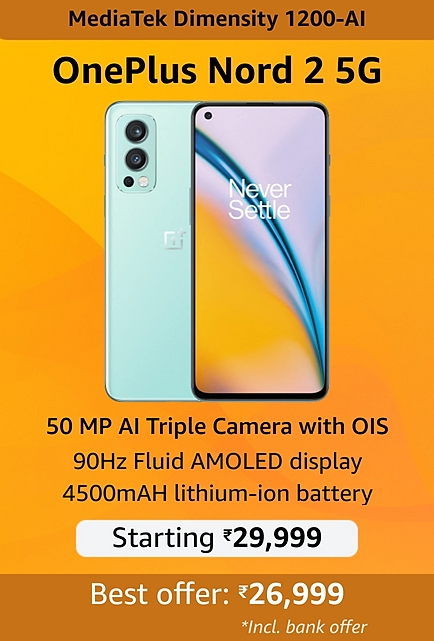 MediaTek Dimensity 1200-AI
OnePlus Nord 2 5G
Never
Settle
50 MP AI Triple Camera with OIS
90Hz Fluid AMOLED display
4500mAH lithium-ion battery
Starting ₹29,999
Best offer: ₹26,999
*Incl. bank offer